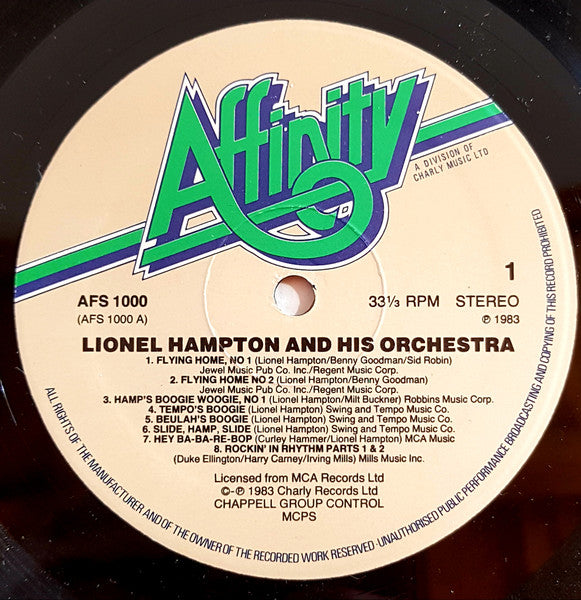 Affinity
A DIVISION OF
CHARLY MUSIC LTD
1
AFS 1000
(AFS 1000 A)
33⅓ RPM STEREO
℗ 1983
LIONEL HAMPTON AND HIS ORCHESTRA
1. FLYING HOME, NO 1 (Lionel Hampton/Benny Goodman/Sid Robin)
Jewel Music Pub Co. Inc./Regent Music Corp.
2. FLYING HOME NO 2 (Lionel Hampton/Benny Goodman)
Jewel Music Pub Co. Inc./Regent Music Corp.
3. HAMP'S BOOGIE WOOGIE, NO 1 (Lionel Hampton/Milt Buckner) Robbins Music Corp.
4. TEMPO'S BOOGIE (Lionel Hampton) Swing and Tempo Music Co.
5. BEULAH'S BOOGIE (Lionel Hampton) Swing and Tempo Music Co.
6. SLIDE, HAMP, SLIDE (Lionel Hampton) Swing and Tempo Music Co.
7. HEY BA-BA-RE-BOP (Curley Hammer/Lionel Hampton) MCA Music
8. ROCKIN' IN RHYTHM PARTS 1 & 2
(Duke Ellington/Harry Carney/Irving Mills) Mills Music Inc.
Licensed from MCA Records Ltd
©-℗ 1983 Charly Records Ltd
CHAPPELL GROUP CONTROL
MCPS
ALL RIGHTS OF THE MANUFACTURER AND OF THE OWNER OF THE RECORDED WORK RESERVED · UNAUTHORISED PUBLIC PERFORMANCE BROADCASTING AND COPYING OF THIS RECORD PROHIBITED